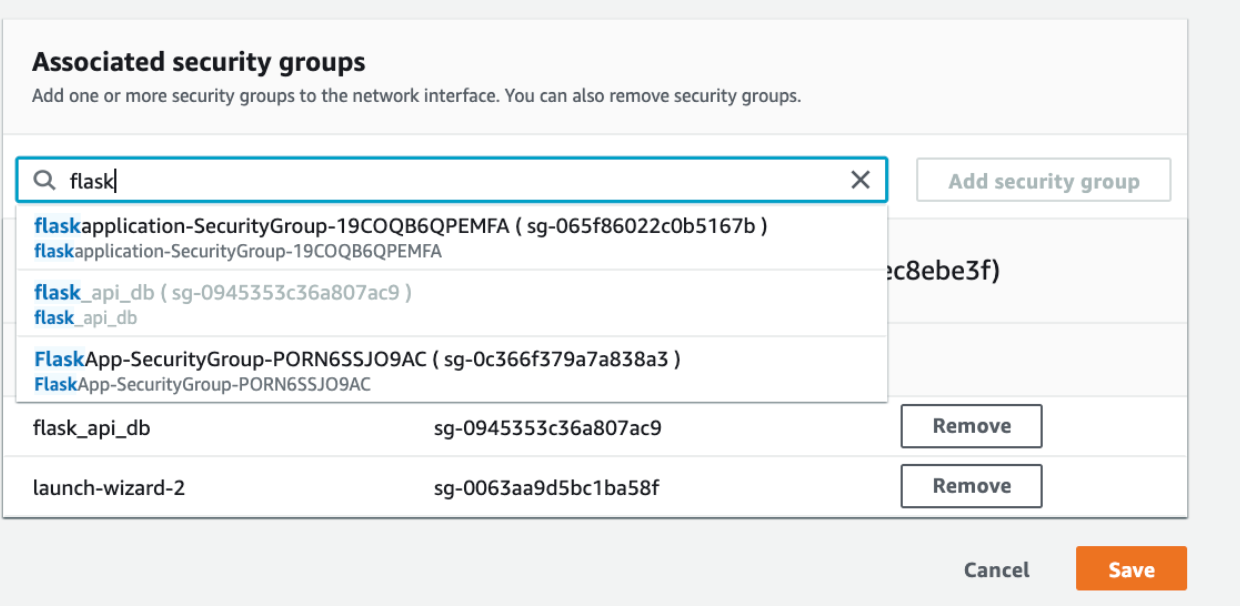 Associated security groups
Add one or more security groups to the network interface. You can also remove security groups.
flask
Add security group
flaskapplication-SecurityGroup-19COQB6QPEMFA ( sg-065f86022c0b5167b )
flaskapplication-SecurityGroup-19COQB6QPEMFA
ec8ebe3f)
flask_api_db ( sg-0945353c36a807ac9 )
flask_api_db
FlaskApp-SecurityGroup-PORN6SSJO9AC ( sg-0c366f379a7a838a3 )
FlaskApp-SecurityGroup-PORN6SSJO9AC
flask_api_db sg-0945353c36a807ac9 Remove
launch-wizard-2 sg-0063aa9d5bc1ba58f Remove
Cancel Save